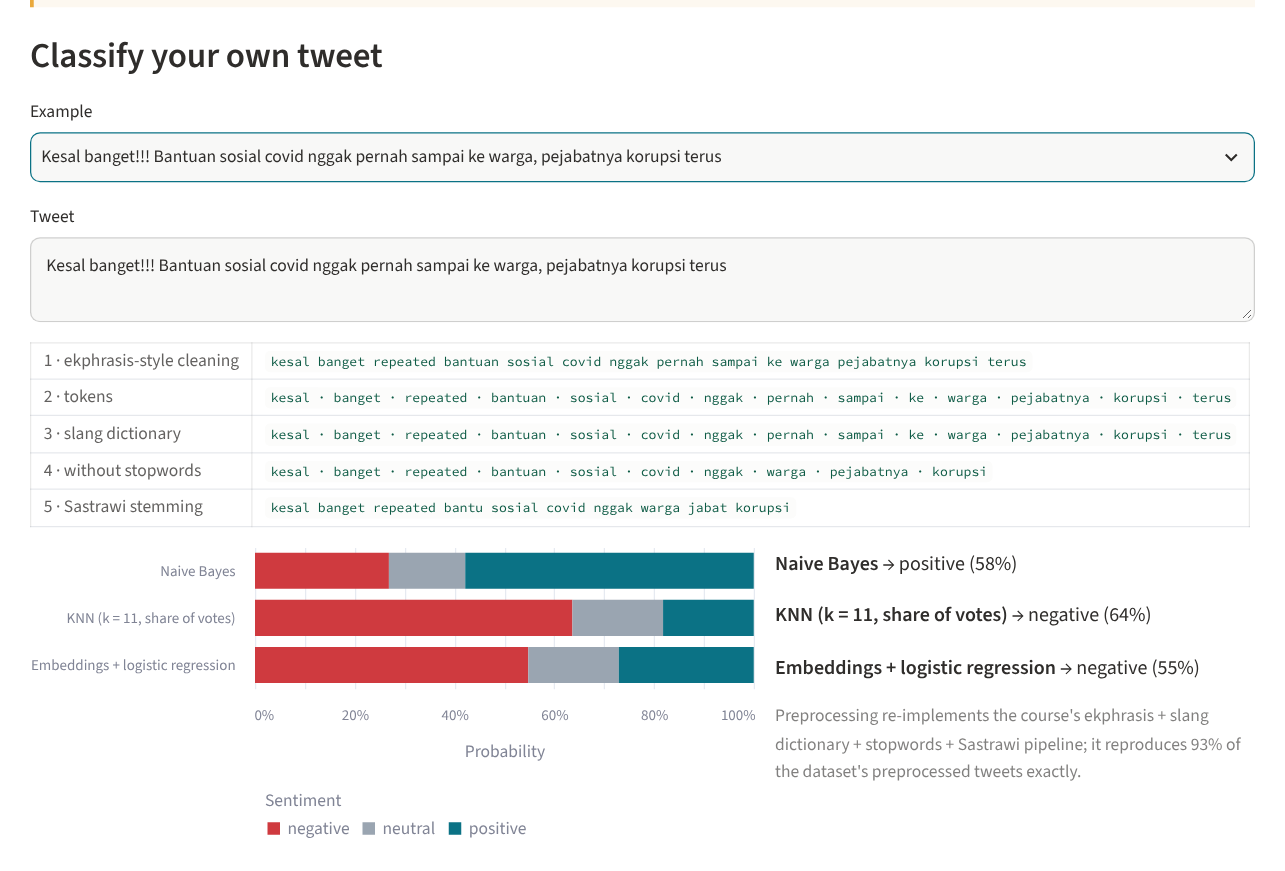 Classify your own tweet
Example
Kesal banget!!! Bantuan sosial covid nggak pernah sampai ke warga, pejabatnya korupsi terus
Tweet
Kesal banget!!! Bantuan sosial covid nggak pernah sampai ke warga, pejabatnya korupsi terus
1 · ekphrasis-style cleaning kesal banget repeated bantuan sosial covid nggak pernah sampai ke warga pejabatnya korupsi terus
2 · tokens kesal · banget · repeated · bantuan · sosial · covid · nggak · pernah · sampai · ke · warga · pejabatnya · korupsi · terus
3 · slang dictionary kesal · banget · repeated · bantuan · sosial · covid · nggak · pernah · sampai · ke · warga · pejabatnya · korupsi · terus
4 · without stopwords kesal · banget · repeated · bantuan · sosial · covid · nggak · warga · pejabatnya · korupsi
5 · Sastrawi stemming kesal banget repeated bantu sosial covid nggak warga jabat korupsi
Naive Bayes
KNN (k = 11, share of votes)
Embeddings + logistic regression
0% 20% 40% 60% 80% 100%
Probability
Sentiment
negative neutral positive
Naive Bayes → positive (58%)
KNN (k = 11, share of votes) → negative (64%)
Embeddings + logistic regression → negative (55%)
Preprocessing re-implements the course's ekphrasis + slang
dictionary + stopwords + Sastrawi pipeline; it reproduces 93% of
the dataset's preprocessed tweets exactly.